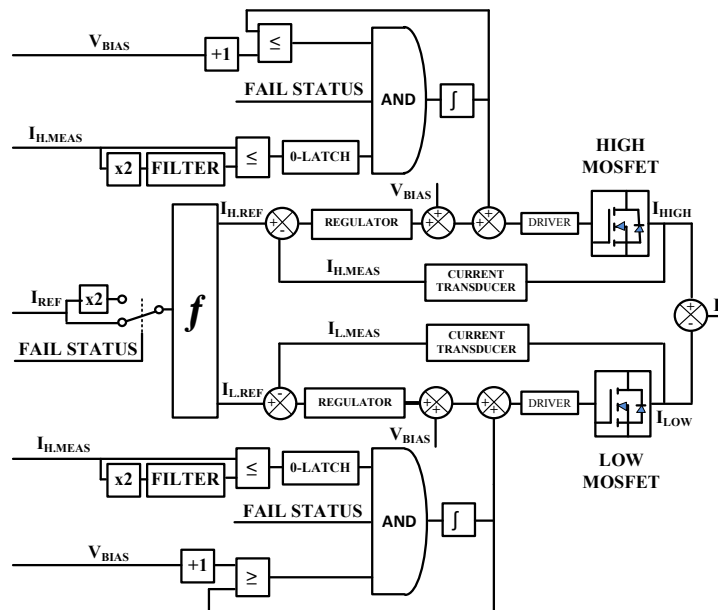 V_BIAS
+1
≤
FAIL STATUS
AND
∫
I_H.MEAS
x2
FILTER
≤
0-LATCH
HIGH
MOSFET
V_BIAS
I_H.REF
REGULATOR
DRIVER
I_HIGH
I_H.MEAS
CURRENT
TRANSDUCER
I_REF
x2
f
FAIL STATUS
I
I_L.MEAS
CURRENT
TRANSDUCER
I_L.REF
REGULATOR
DRIVER
I_LOW
V_BIAS
LOW
MOSFET
I_H.MEAS
x2
FILTER
≤
0-LATCH
FAIL STATUS
AND
∫
V_BIAS
+1
≥